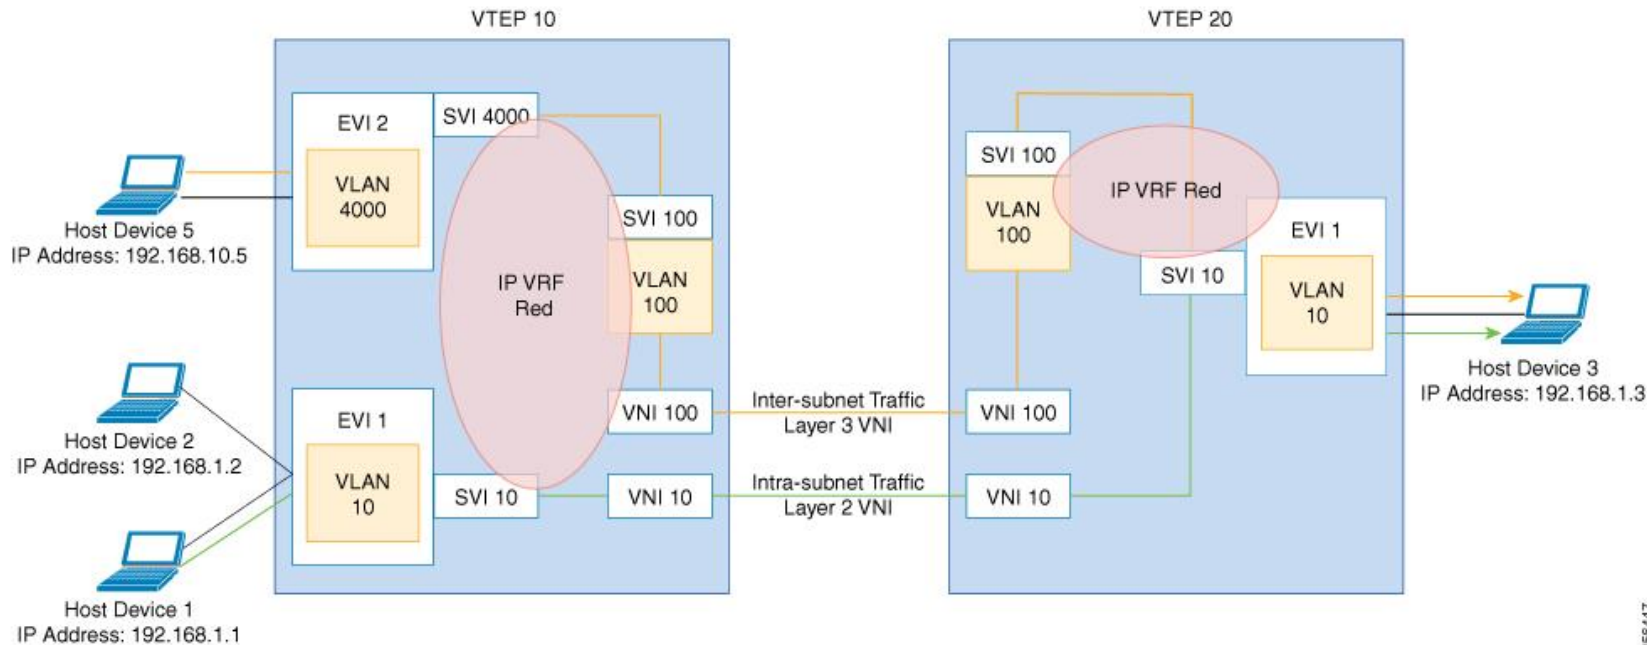 VTEP 10
VTEP 20
EVI 2
SVI 4000
VLAN
4000
SVI 100
VLAN
100
IP VRF
Red
Host Device 5
IP Address: 192.168.10.5
Host Device 2
IP Address: 192.168.1.2
EVI 1
VLAN
10
SVI 10
VNI 100
VNI 10
Host Device 1
IP Address: 192.168.1.1
Inter-subnet Traffic
Layer 3 VNI
Intra-subnet Traffic
Layer 2 VNI
SVI 100
VLAN
100
IP VRF Red
SVI 10
EVI 1
VLAN
10
VNI 100
VNI 10
Host Device 3
IP Address: 192.168.1.3